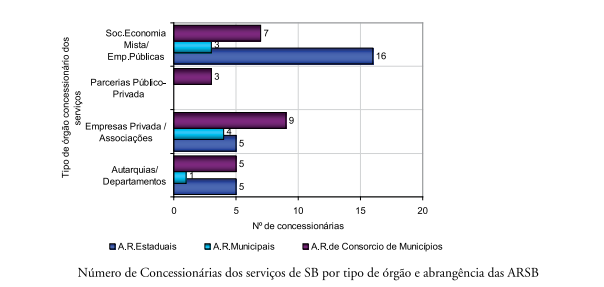 Tipo de órgão concessionário dos
serviços
Soc.Economia
Mista/
Emp.Públicas
7
3
16
Parcerias Público-
Privada
3
Empresas Privada /
Associações
9
4
5
Autarquias/
Departamentos
5
1
5
0 5 10 15 20
Nº de concessionárias
A.R.Estaduais A.R.Municipais A.R.de Consorcio de Municípios
Número de Concessionárias dos serviços de SB por tipo de órgão e abrangência das ARSB